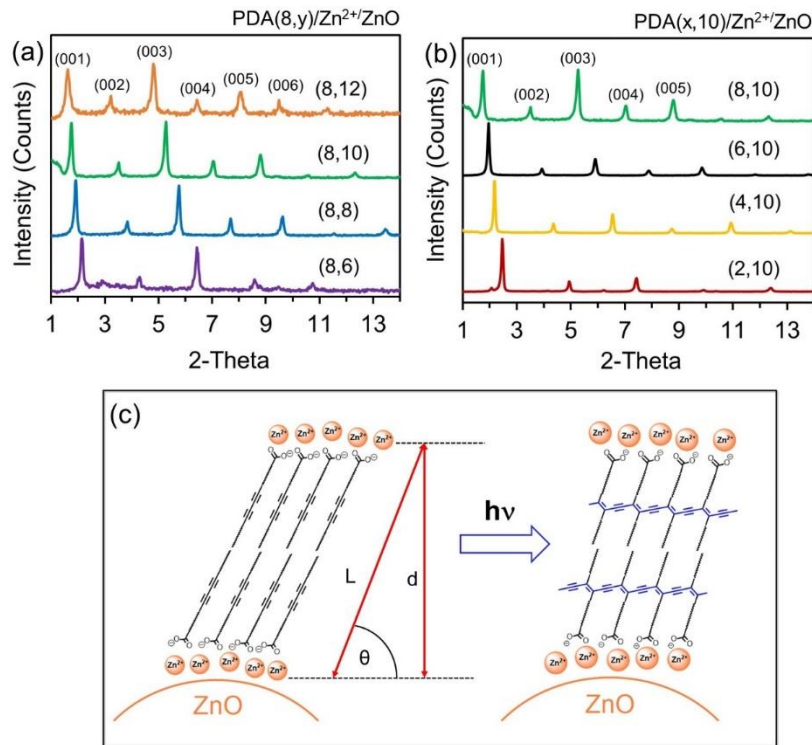 (a)
PDA(8,y)/Zn²⁺/ZnO
Intensity (Counts)
(001)
(002)
(003)
(004)
(005)
(006)
(8,12)
(8,10)
(8,8)
(8,6)
1 3 5 7 9 11 13
2-Theta
(b)
PDA(x,10)/Zn²⁺/ZnO
Intensity (Counts)
(001)
(002)
(003)
(004)
(005)
(8,10)
(6,10)
(4,10)
(2,10)
1 3 5 7 9 11 13
2-Theta
(c)
Zn²⁺ Zn²⁺ Zn²⁺ Zn²⁺ Zn²⁺
O O⊖ O O⊖ O O⊖ O O⊖
L
d
θ
⊖O O ⊖O O ⊖O O ⊖O O
Zn²⁺ Zn²⁺ Zn²⁺ Zn²⁺ Zn²⁺
ZnO
hν
Zn²⁺ Zn²⁺ Zn²⁺ Zn²⁺ Zn²⁺
O O⊖ O O⊖ O O⊖ O O⊖
⊖O O ⊖O O ⊖O O ⊖O O
Zn²⁺ Zn²⁺ Zn²⁺ Zn²⁺ Zn²⁺
ZnO